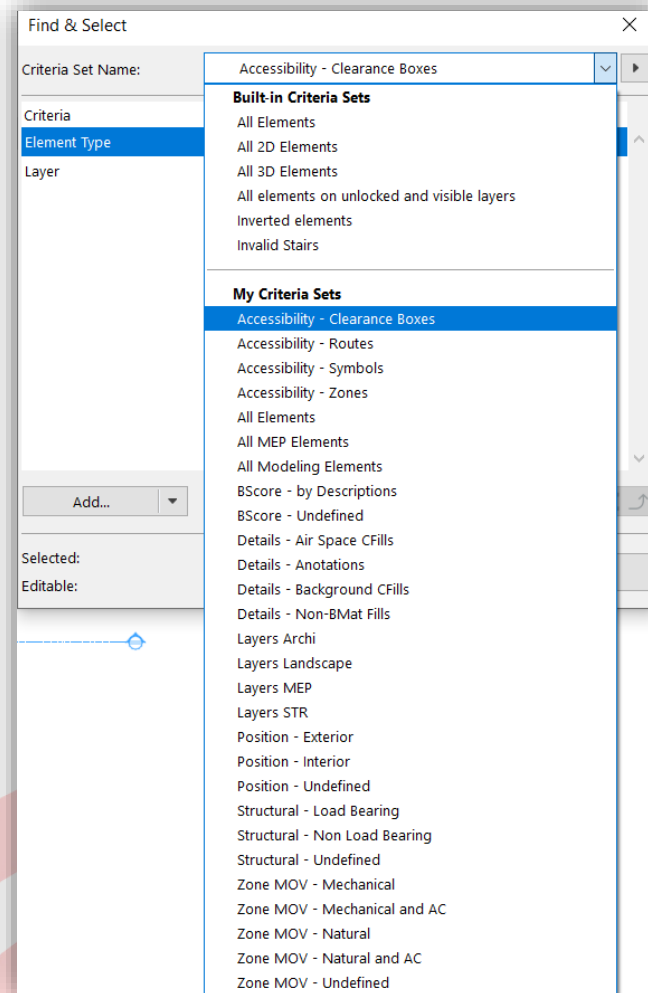 Find & Select
Criteria Set Name:
Accessibility - Clearance Boxes
Criteria
Element Type
Layer
Add...
Selected:
Editable:
Built-in Criteria Sets
All Elements
All 2D Elements
All 3D Elements
All elements on unlocked and visible layers
Inverted elements
Invalid Stairs
My Criteria Sets
Accessibility - Clearance Boxes
Accessibility - Routes
Accessibility - Symbols
Accessibility - Zones
All Elements
All MEP Elements
All Modeling Elements
BScore - by Descriptions
BScore - Undefined
Details - Air Space CFills
Details - Anotations
Details - Background CFills
Details - Non-BMat Fills
Layers Archi
Layers Landscape
Layers MEP
Layers STR
Position - Exterior
Position - Interior
Position - Undefined
Structural - Load Bearing
Structural - Non Load Bearing
Structural - Undefined
Zone MOV - Mechanical
Zone MOV - Mechanical and AC
Zone MOV - Natural
Zone MOV - Natural and AC
Zone MOV - Undefined